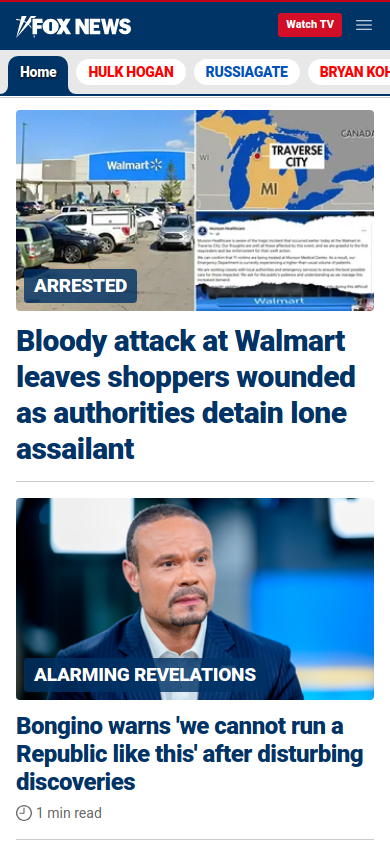 FOX NEWS
Watch TV
Home
HULK HOGAN
RUSSIAGATE
BRYAN KOH
Walmart
WI
CANADA
TRAVERSE
CITY
MI
Munson Healthcare
Walmart
ARRESTED
Bloody attack at Walmart
leaves shoppers wounded
as authorities detain lone
assailant
ALARMING REVELATIONS
Bongino warns 'we cannot run a
Republic like this' after disturbing
discoveries
1 min read